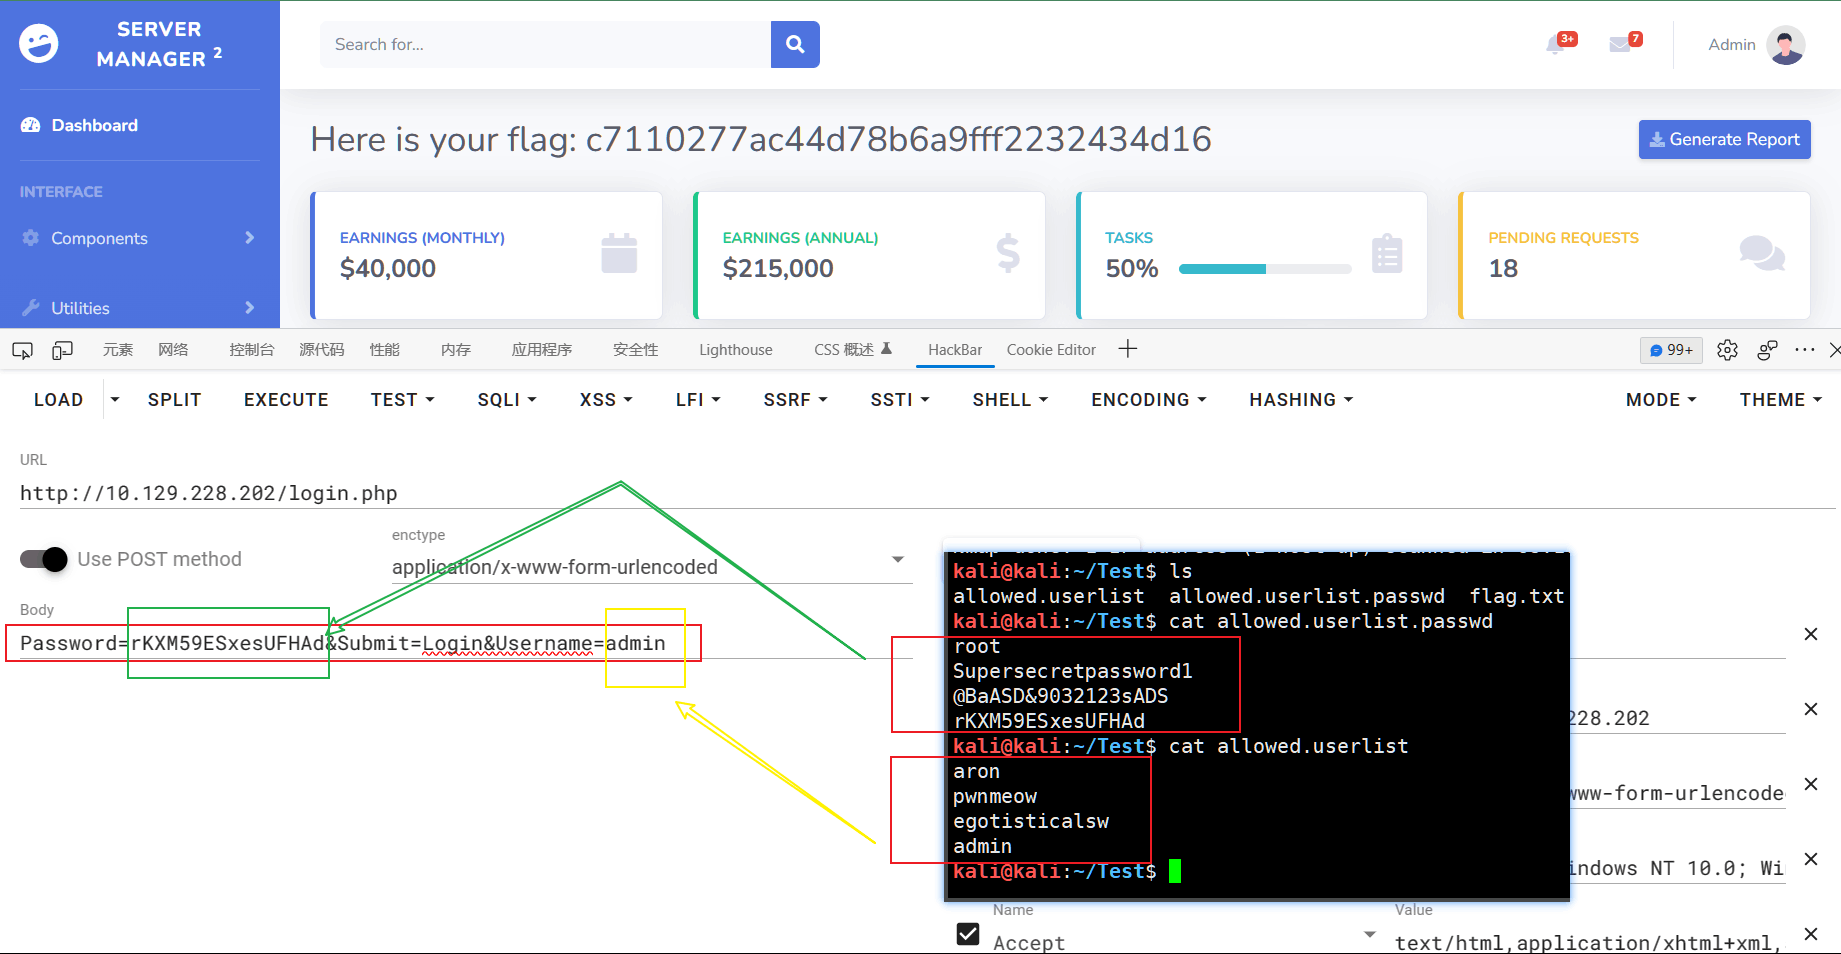 SERVER
MANAGER 2
Search for...
3+
7
Admin
Dashboard
Here is your flag: c7110277ac44d78b6a9fff2232434d16
Generate Report
INTERFACE
Components
Utilities
EARNINGS (MONTHLY)
$40,000
EARNINGS (ANNUAL)
$215,000
TASKS
50%
PENDING REQUESTS
18
元素 网络 控制台 源代码 性能 内存 应用程序 安全性 Lighthouse CSS 概述 HackBar Cookie Editor 99+
LOAD SPLIT EXECUTE TEST SQLI XSS LFI SSRF SSTI SHELL ENCODING HASHING MODE THEME
URL
http://10.129.228.202/login.php
Use POST method
enctype
application/x-www-form-urlencoded
Body
Password=rKXM59ESxesUFHAd&Submit=Login&Username=admin
kali@kali:~/Test$ ls
allowed.userlist allowed.userlist.passwd flag.txt
kali@kali:~/Test$ cat allowed.userlist.passwd
root
Supersecretpassword1
@BaASD&9032123sADS
rKXM59ESxesUFHAd
kali@kali:~/Test$ cat allowed.userlist
aron
pwnmeow
egotisticalsw
admin
kali@kali:~/Test$
228.202
www-form-urlencode
indows NT 10.0; Wi
Name
Accept
Value
text/html,application/xhtml+xml,